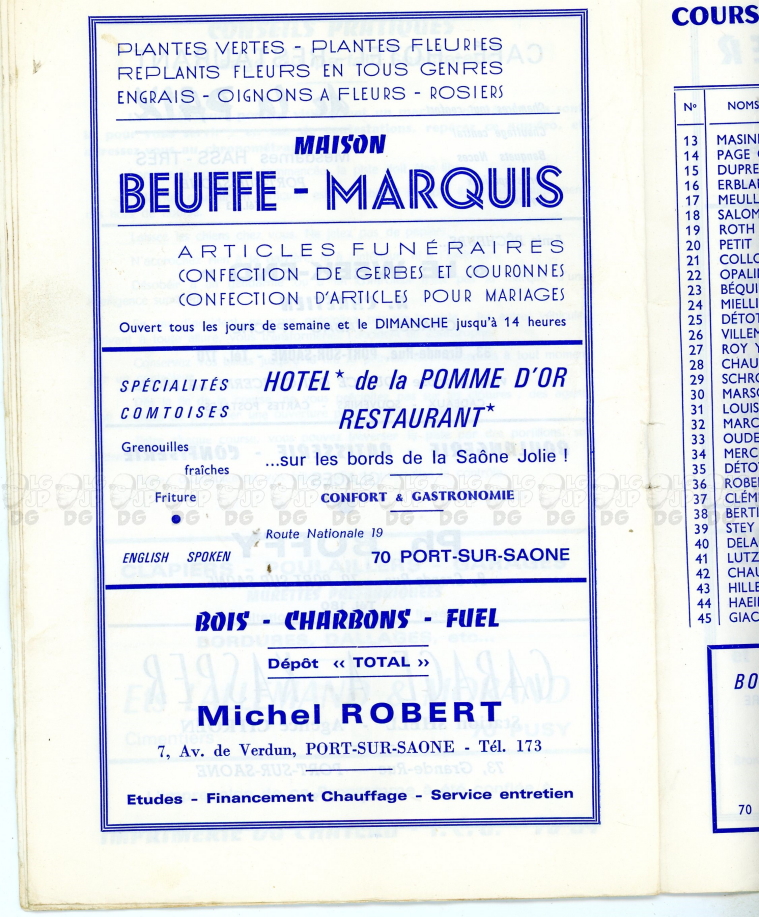 PLANTES VERTES - PLANTES FLEURIES
REPLANTS FLEURS EN TOUS GENRES
ENGRAIS - OIGNONS A FLEURS - ROSIERS
MAISON
BEUFFE - MARQUIS
ARTICLES FUNÉRAIRES
CONFECTION DE GERBES ET COURONNES
CONFECTION D'ARTICLES POUR MARIAGES
Ouvert tous les jours de semaine et le DIMANCHE jusqu'à 14 heures
SPÉCIALITÉS
COMTOISES
Grenouilles
fraîches
Friture
ENGLISH SPOKEN
HOTEL* de la POMME D'OR
RESTAURANT*
...sur les bords de la Saône Jolie !
CONFORT & GASTRONOMIE
Route Nationale 19
70 PORT-SUR-SAONE
BOIS - CHARBONS - FUEL
Dépôt « TOTAL »
Michel ROBERT
7, Av. de Verdun, PORT-SUR-SAONE - Tél. 173
Etudes - Financement Chauffage - Service entretien
COURS
N° NOMS
13 MASINI
14 PAGE
15 DUPRE
16 ERBLA
17 MEULL
18 SALOM
19 ROTH
20 PETIT
21 COLLO
22 OPALI
23 BÉQUI
24 MIELLI
25 DÉTOT
26 VILLEM
27 ROY
28 CHAU
29 SCHRO
30 MARSO
31 LOUIS
32 MARC
33 OUDE
34 MERC
35 DÉTO
36 ROBE
37 CLÉM
38 BERTI
39 STEY
40 DELA
41 LUTZ
42 CHAU
43 HILLE
44 HAEI
45 GIAC
BO
70